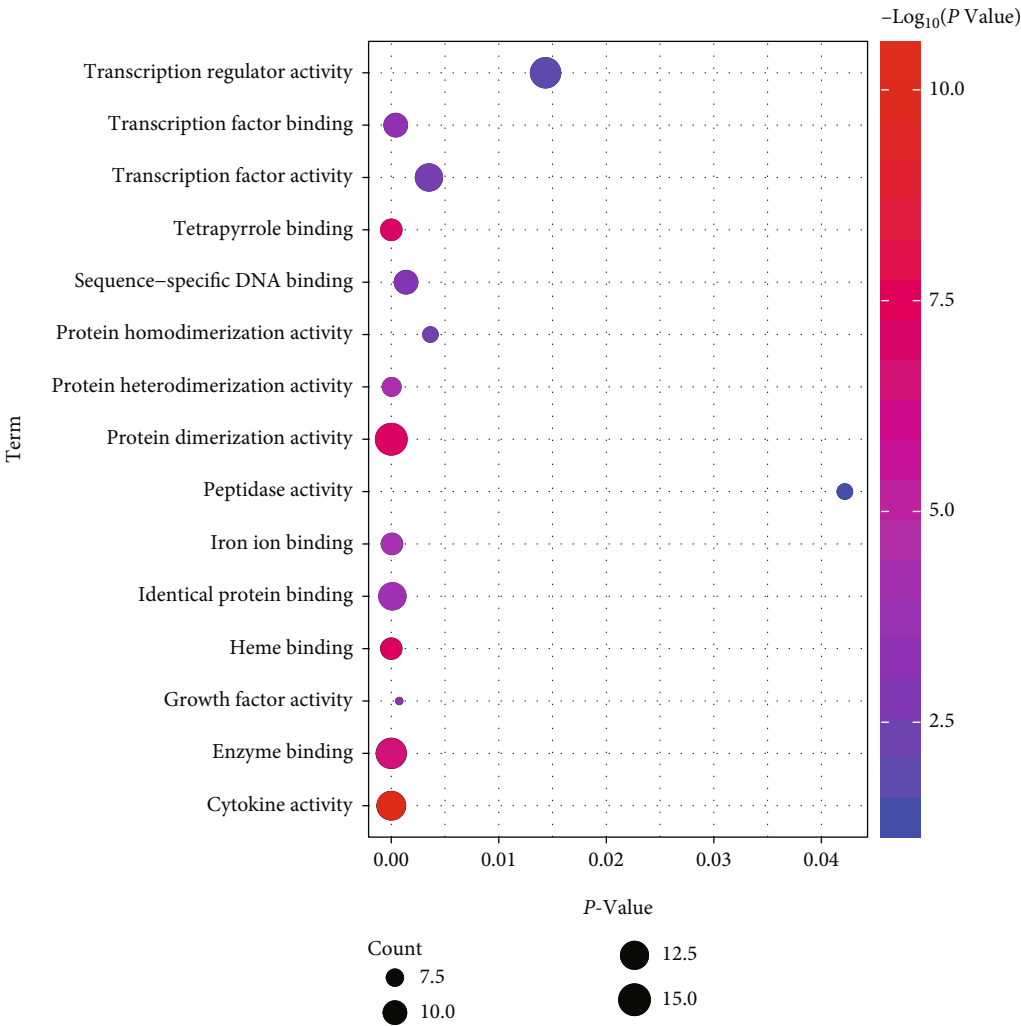 –Log10(P Value)
Transcription regulator activity
Transcription factor binding
Transcription factor activity
Tetrapyrrole binding
Sequence−specific DNA binding
Protein homodimerization activity
Protein heterodimerization activity
Protein dimerization activity
Peptidase activity
Iron ion binding
Identical protein binding
Heme binding
Growth factor activity
Enzyme binding
Cytokine activity
Term
10.0
7.5
5.0
2.5
0.00 0.01 0.02 0.03 0.04
P-Value
Count
7.5
10.0
12.5
15.0